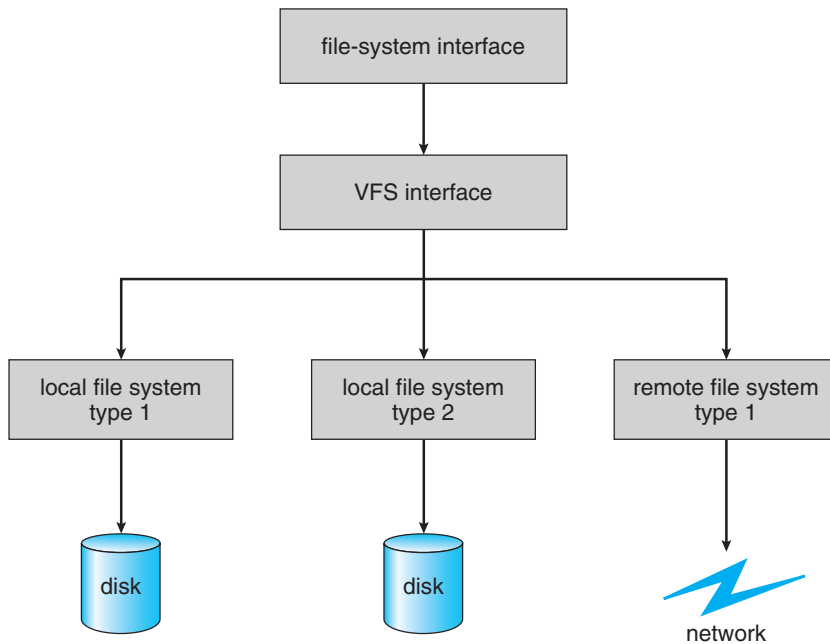 file-system interface
VFS interface
local file system
type 1
local file system
type 2
remote file system
type 1
disk
disk
network